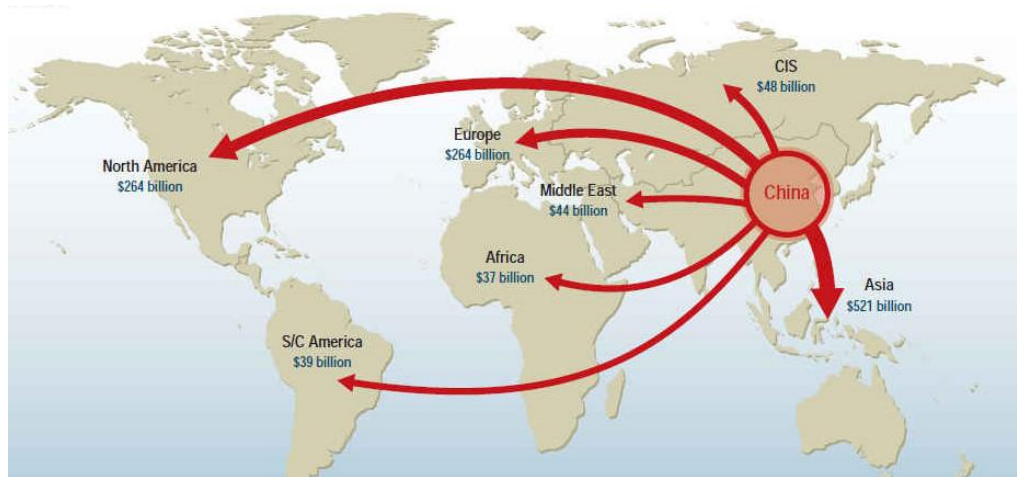 CIS
$48 billion
Europe
$264 billion
North America
$264 billion
Middle East
$44 billion
China
Africa
$37 billion
Asia
$521 billion
S/C America
$39 billion